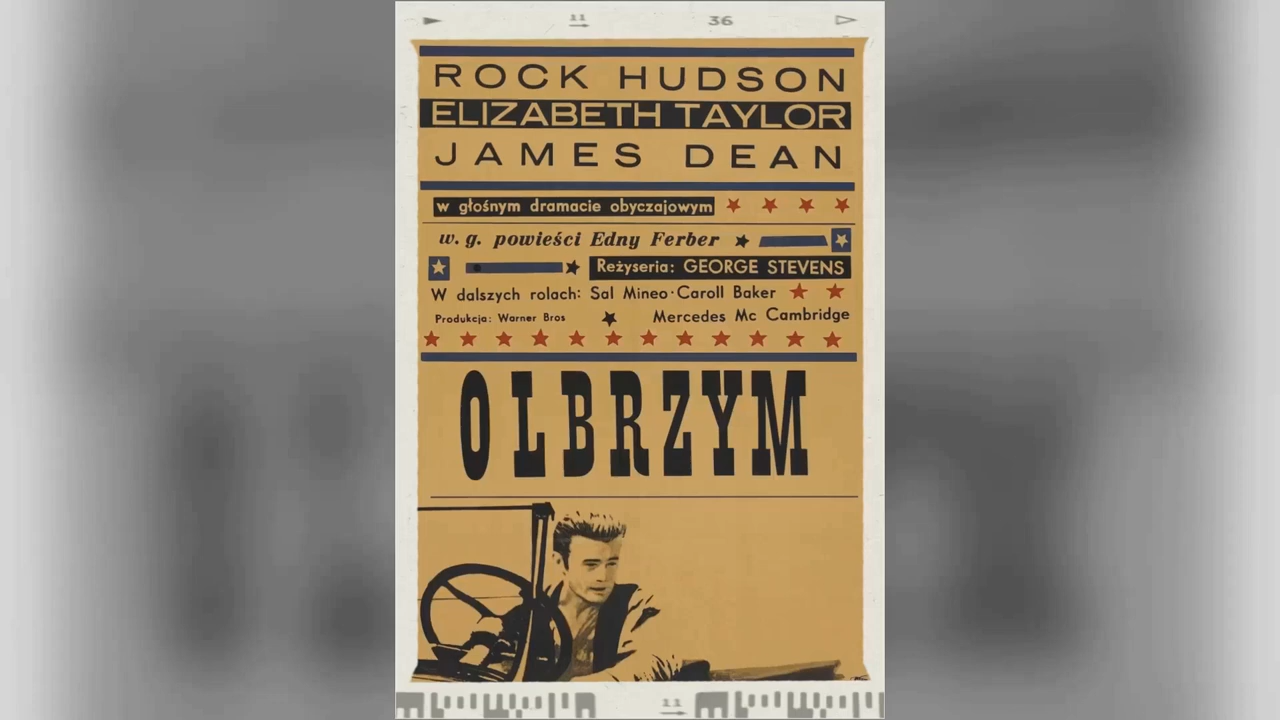 11 36
ROCK HUDSON
ELIZABETH TAYLOR
JAMES DEAN
w głośnym dramacie obyczajowym
w. g. powieści Edny Ferber
Reżyseria: GEORGE STEVENS
W dalszych rolach: Sal Mineo · Caroll Baker
Produkcja: Warner Bros Mercedes Mc Cambridge
OLBRZYM
11